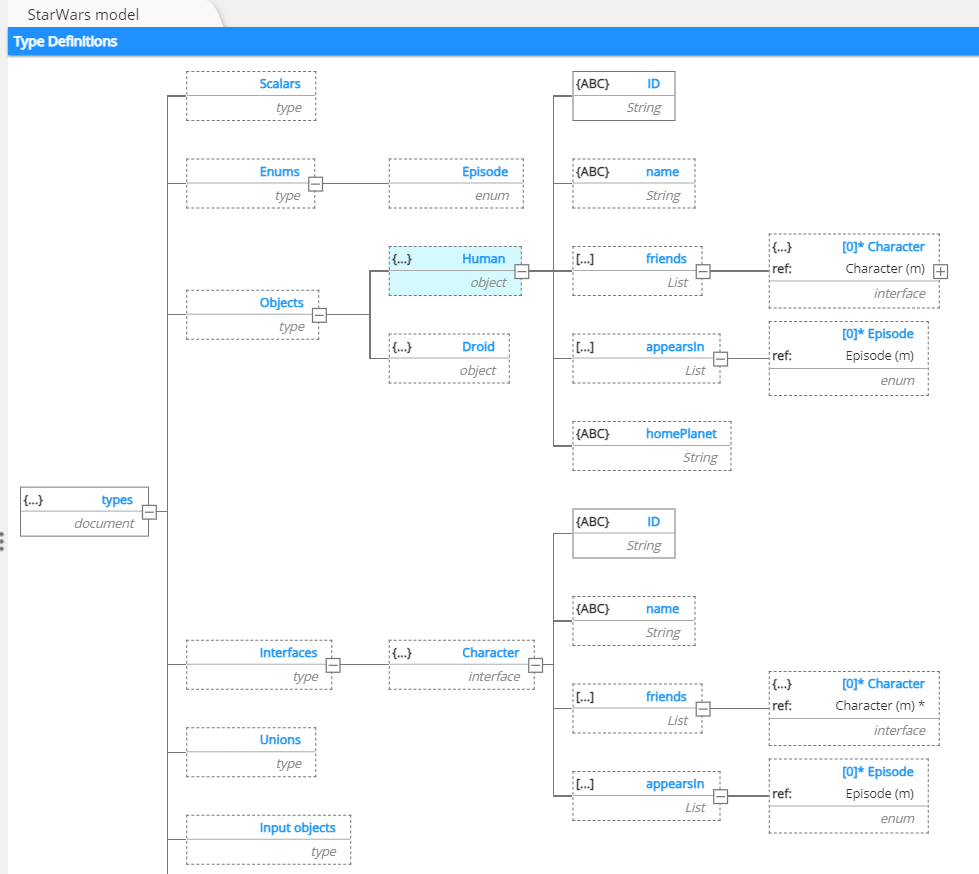 StarWars model
Type Definitions
Scalars
type
Enums
type
Episode
enum
Objects
type
{...} Human
object
{...} Droid
object
{ABC} ID
String
{ABC} name
String
[...] friends
List
{...} [0]* Character
ref: Character (m)
interface
[...] appearsIn
List
[0]* Episode
ref: Episode (m)
enum
{ABC} homePlanet
String
{...} types
document
Interfaces
type
{...} Character
interface
{ABC} ID
String
{ABC} name
String
[...] friends
List
{...} [0]* Character
ref: Character (m) *
interface
[...] appearsIn
List
[0]* Episode
ref: Episode (m)
enum
Unions
type
Input objects
type